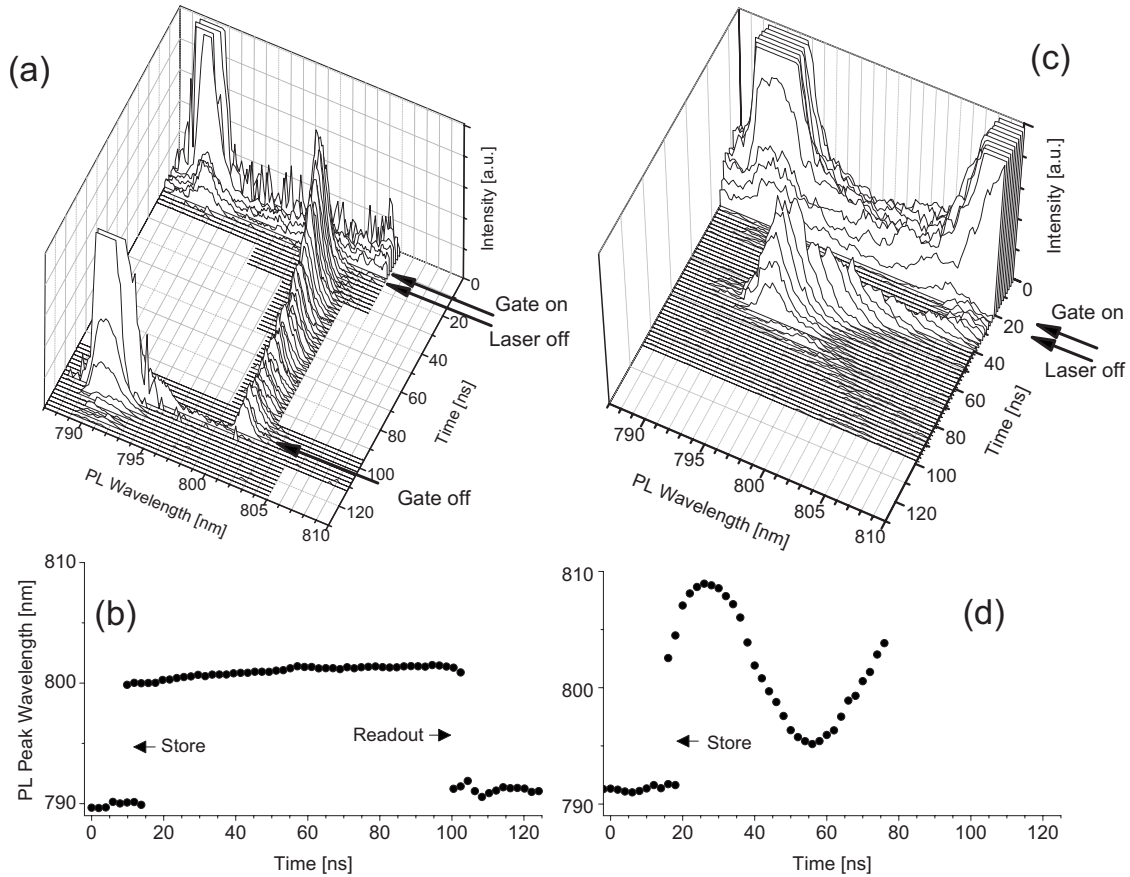 (a)
Intensity [a.u.]
0
20
40
60
80
100
120
Time [ns]
Gate on
Laser off
Gate off
790
795
800
805
810
PL Wavelength [nm]
(c)
Intensity [a.u.]
0
20
40
60
80
100
120
Time [ns]
Gate on
Laser off
790
795
800
805
810
PL Wavelength [nm]
(b)
PL Peak Wavelength [nm]
810
800
790
Store
Readout
0 20 40 60 80 100 120
Time [ns]
(d)
810
800
790
Store
0 20 40 60 80 100 120
Time [ns]